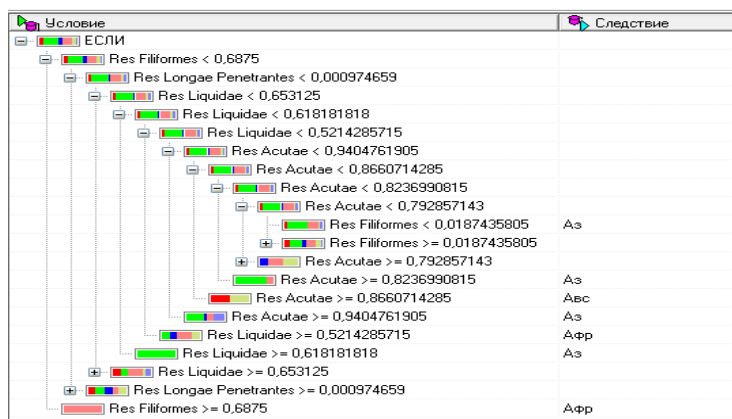 Условие Следствие
ЕСЛИ
Res Filiformes < 0,6875
Res Longae Penetrantes < 0,000974659
Res Liquidae < 0,653125
Res Liquidae < 0,618181818
Res Liquidae < 0,5214285715
Res Acutae < 0,9404761905
Res Acutae < 0,8660714285
Res Acutae < 0,8236990815
Res Acutae < 0,792857143
Res Filiformes < 0,0187435805 Аз
Res Filiformes >= 0,0187435805
Res Acutae >= 0,792857143
Res Acutae >= 0,8236990815 Аз
Res Acutae >= 0,8660714285 Авс
Res Acutae >= 0,9404761905 Аз
Res Liquidae >= 0,5214285715 Афр
Res Liquidae >= 0,618181818 Аз
Res Liquidae >= 0,653125
Res Longae Penetrantes >= 0,000974659
Res Filiformes >= 0,6875 Афр